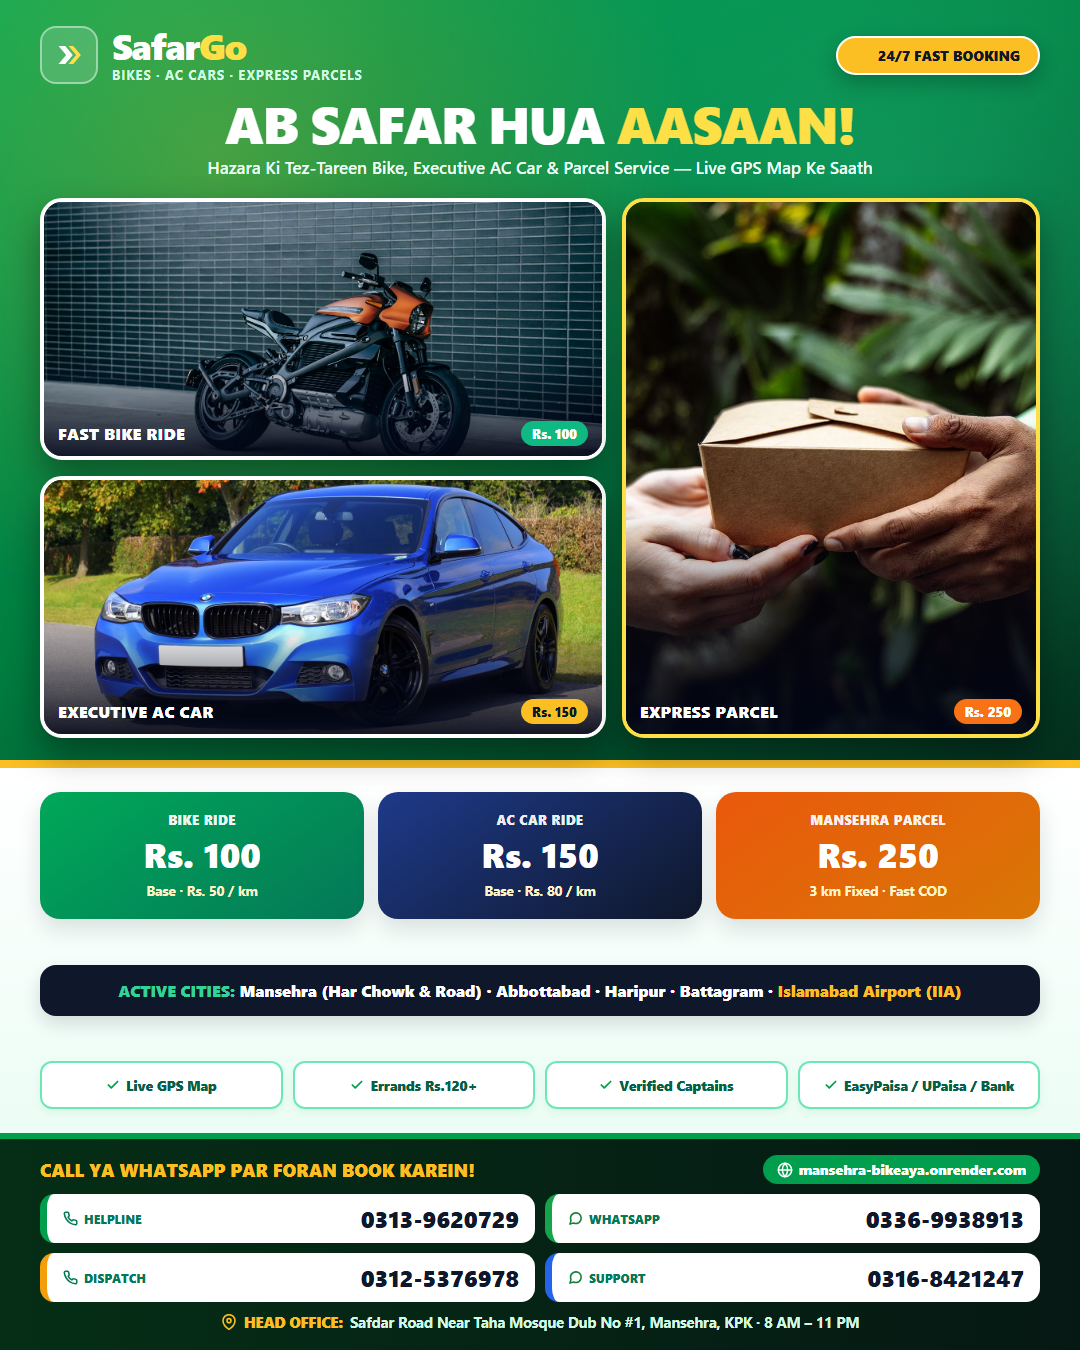 SafarGo
BIKES · AC CARS · EXPRESS PARCELS
24/7 FAST BOOKING
AB SAFAR HUA AASAAN!
Hazara Ki Tez-Tareen Bike, Executive AC Car & Parcel Service — Live GPS Map Ke Saath
FAST BIKE RIDE
Rs. 100
EXECUTIVE AC CAR
Rs. 150
EXPRESS PARCEL
Rs. 250
BIKE RIDE
Rs. 100
Base · Rs. 50 / km
AC CAR RIDE
Rs. 150
Base · Rs. 80 / km
MANSEHRA PARCEL
Rs. 250
3 km Fixed · Fast COD
ACTIVE CITIES: Mansehra (Har Chowk & Road) · Abbottabad · Haripur · Battagram · Islamabad Airport (IIA)
Live GPS Map
Errands Rs.120+
Verified Captains
EasyPaisa / UPaisa / Bank
CALL YA WHATSAPP PAR FORAN BOOK KAREIN!
mansehra-bikeaya.onrender.com
HELPLINE 0313-9620729
WHATSAPP 0336-9938913
DISPATCH 0312-5376978
SUPPORT 0316-8421247
HEAD OFFICE: Safdar Road Near Taha Mosque Dub No #1, Mansehra, KPK · 8 AM – 11 PM